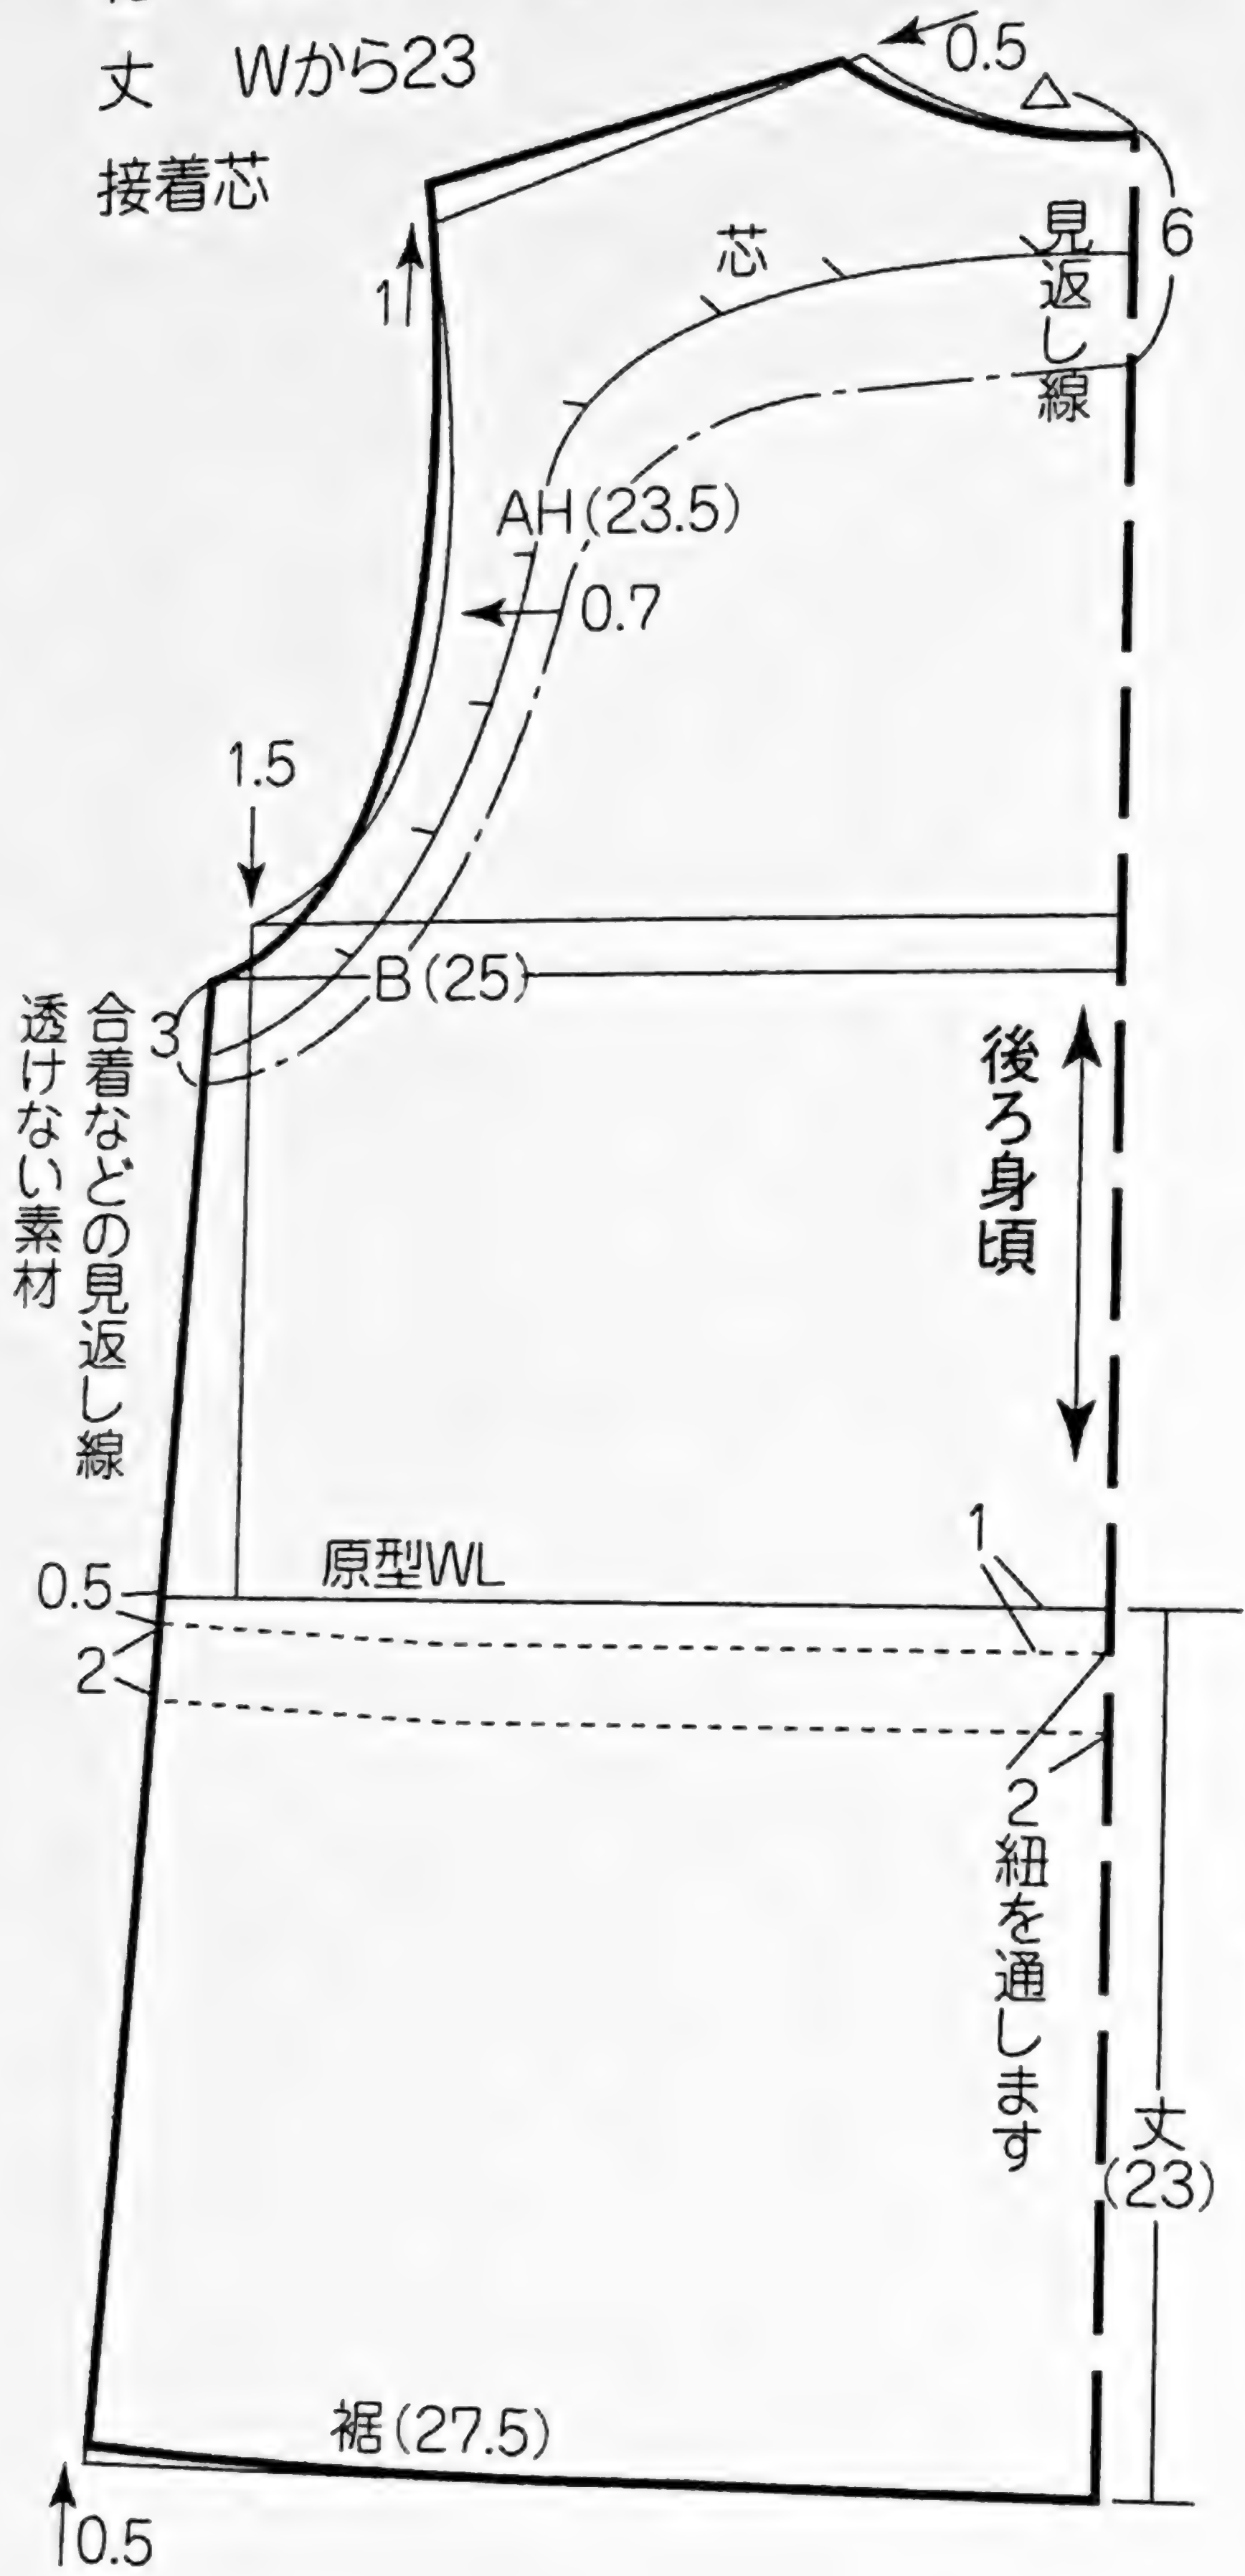 丈 Wから23
接着芯
0.5
△
6
見返し線
芯
1
AH(23.5)
0.7
1.5
B(25)
3
合着などの見返し線
透けない素材
後ろ身頃
1
原型WL
0.5
2
2紐を通します
丈
(23)
裾(27.5)
0.5